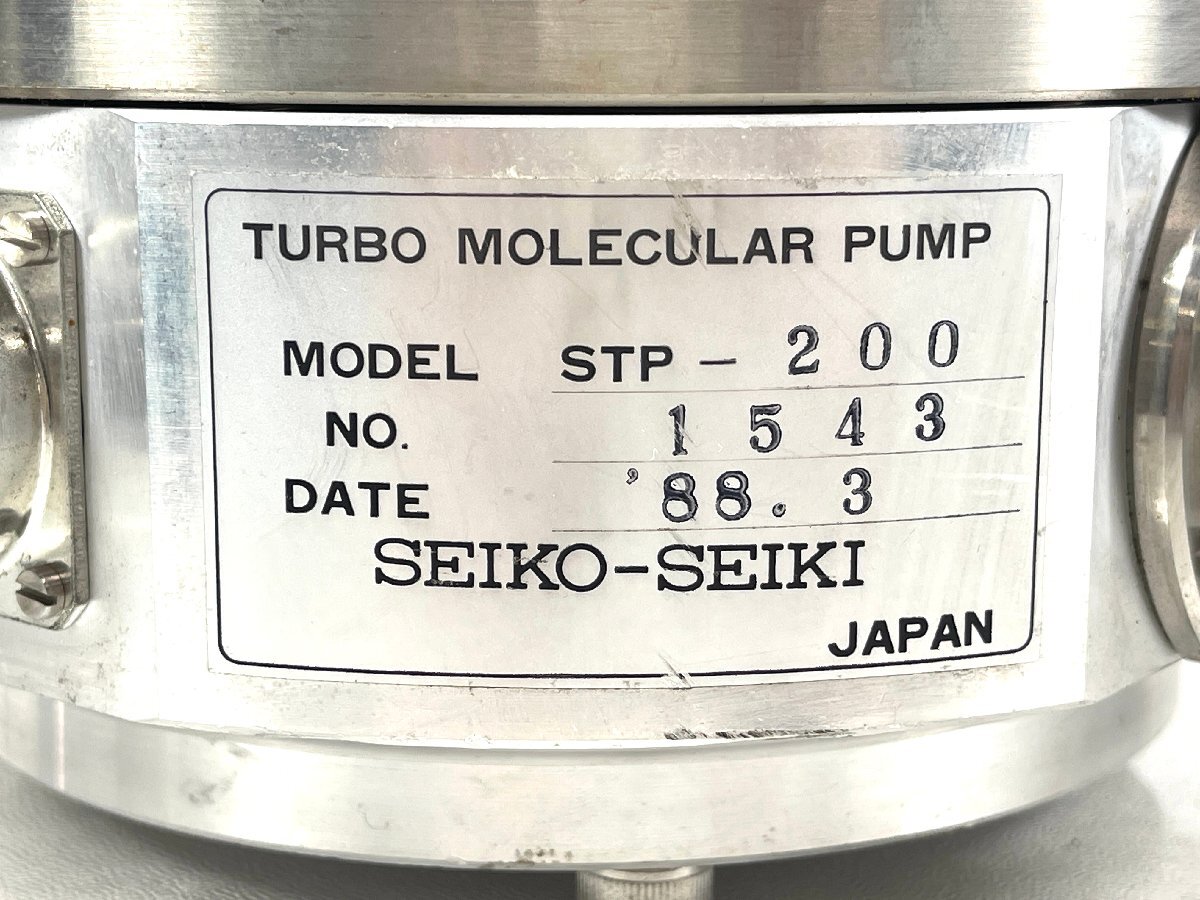 TURBO MOLECULAR PUMP
MODEL STP - 200
NO. 1543
DATE '88. 3
SEIKO-SEIKI
JAPAN